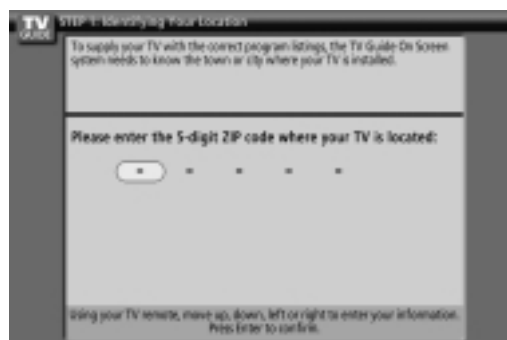 TV
GUIDE
STEP 1: Identifying Your Location
To supply your TV with the correct program listings, the TV Guide On Screen
system needs to know the town or city where your TV is installed.
Please enter the 5-digit ZIP code where your TV is located:
- - - - -
Using your TV remote, move up, down, left or right to enter your information.
Press Enter to confirm.